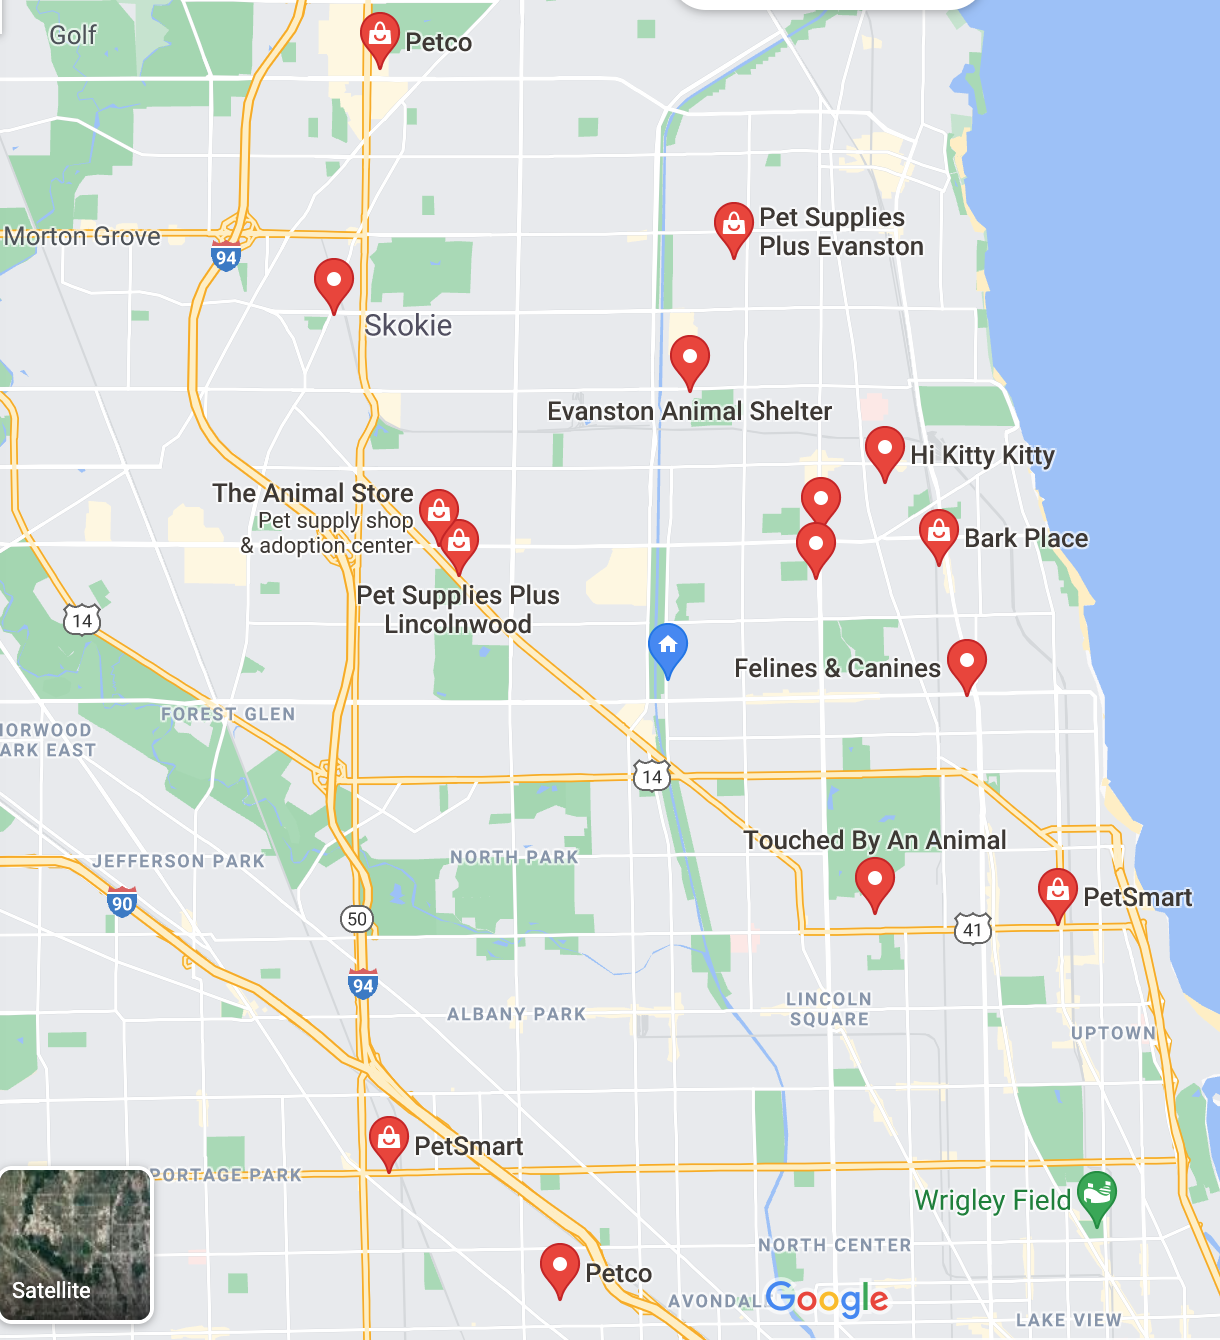 Golf
Petco
Morton Grove
94
Pet Supplies
Plus Evanston
Skokie
Evanston Animal Shelter
Hi Kitty Kitty
The Animal Store
Pet supply shop
& adoption center
Bark Place
Pet Supplies Plus
Lincolnwood
14
Felines & Canines
FOREST GLEN
NORWOOD
ARK EAST
14
Touched By An Animal
JEFFERSON PARK
NORTH PARK
90
50
PetSmart
41
94
ALBANY PARK
LINCOLN
SQUARE
UPTOWN
PetSmart
PORTAGE PARK
Wrigley Field
NORTH CENTER
Petco
Satellite
AVONDAL
Google
LAKE VIEW